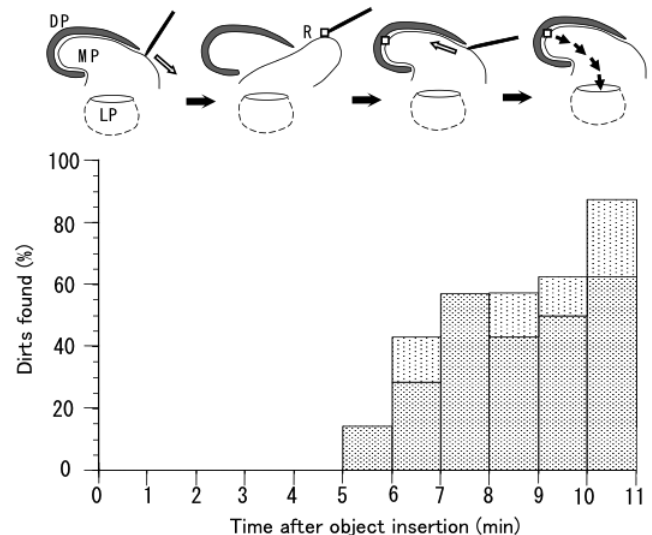 DP
MP
LP
R
100
80
60
40
20
0
Dirts found (%)
0 1 2 3 4 5 6 7 8 9 10 11
Time after object insertion (min)